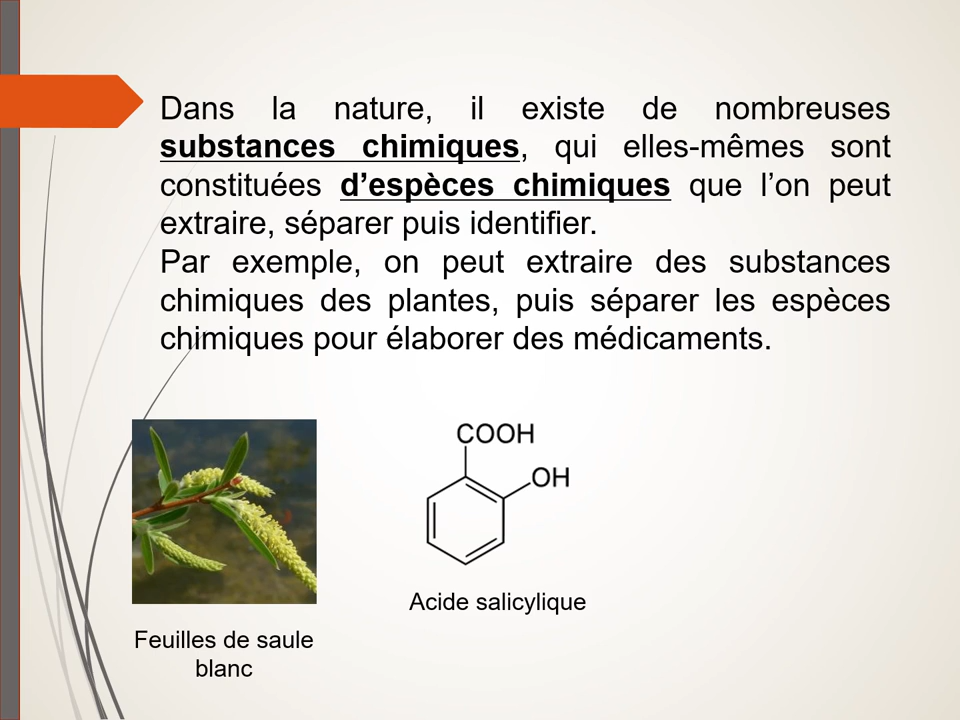 Dans la nature, il existe de nombreuses
substances chimiques, qui elles-mêmes sont
constituées d’espèces chimiques que l’on peut
extraire, séparer puis identifier.
Par exemple, on peut extraire des substances
chimiques des plantes, puis séparer les espèces
chimiques pour élaborer des médicaments.
COOH
OH
Acide salicylique
Feuilles de saule
blanc